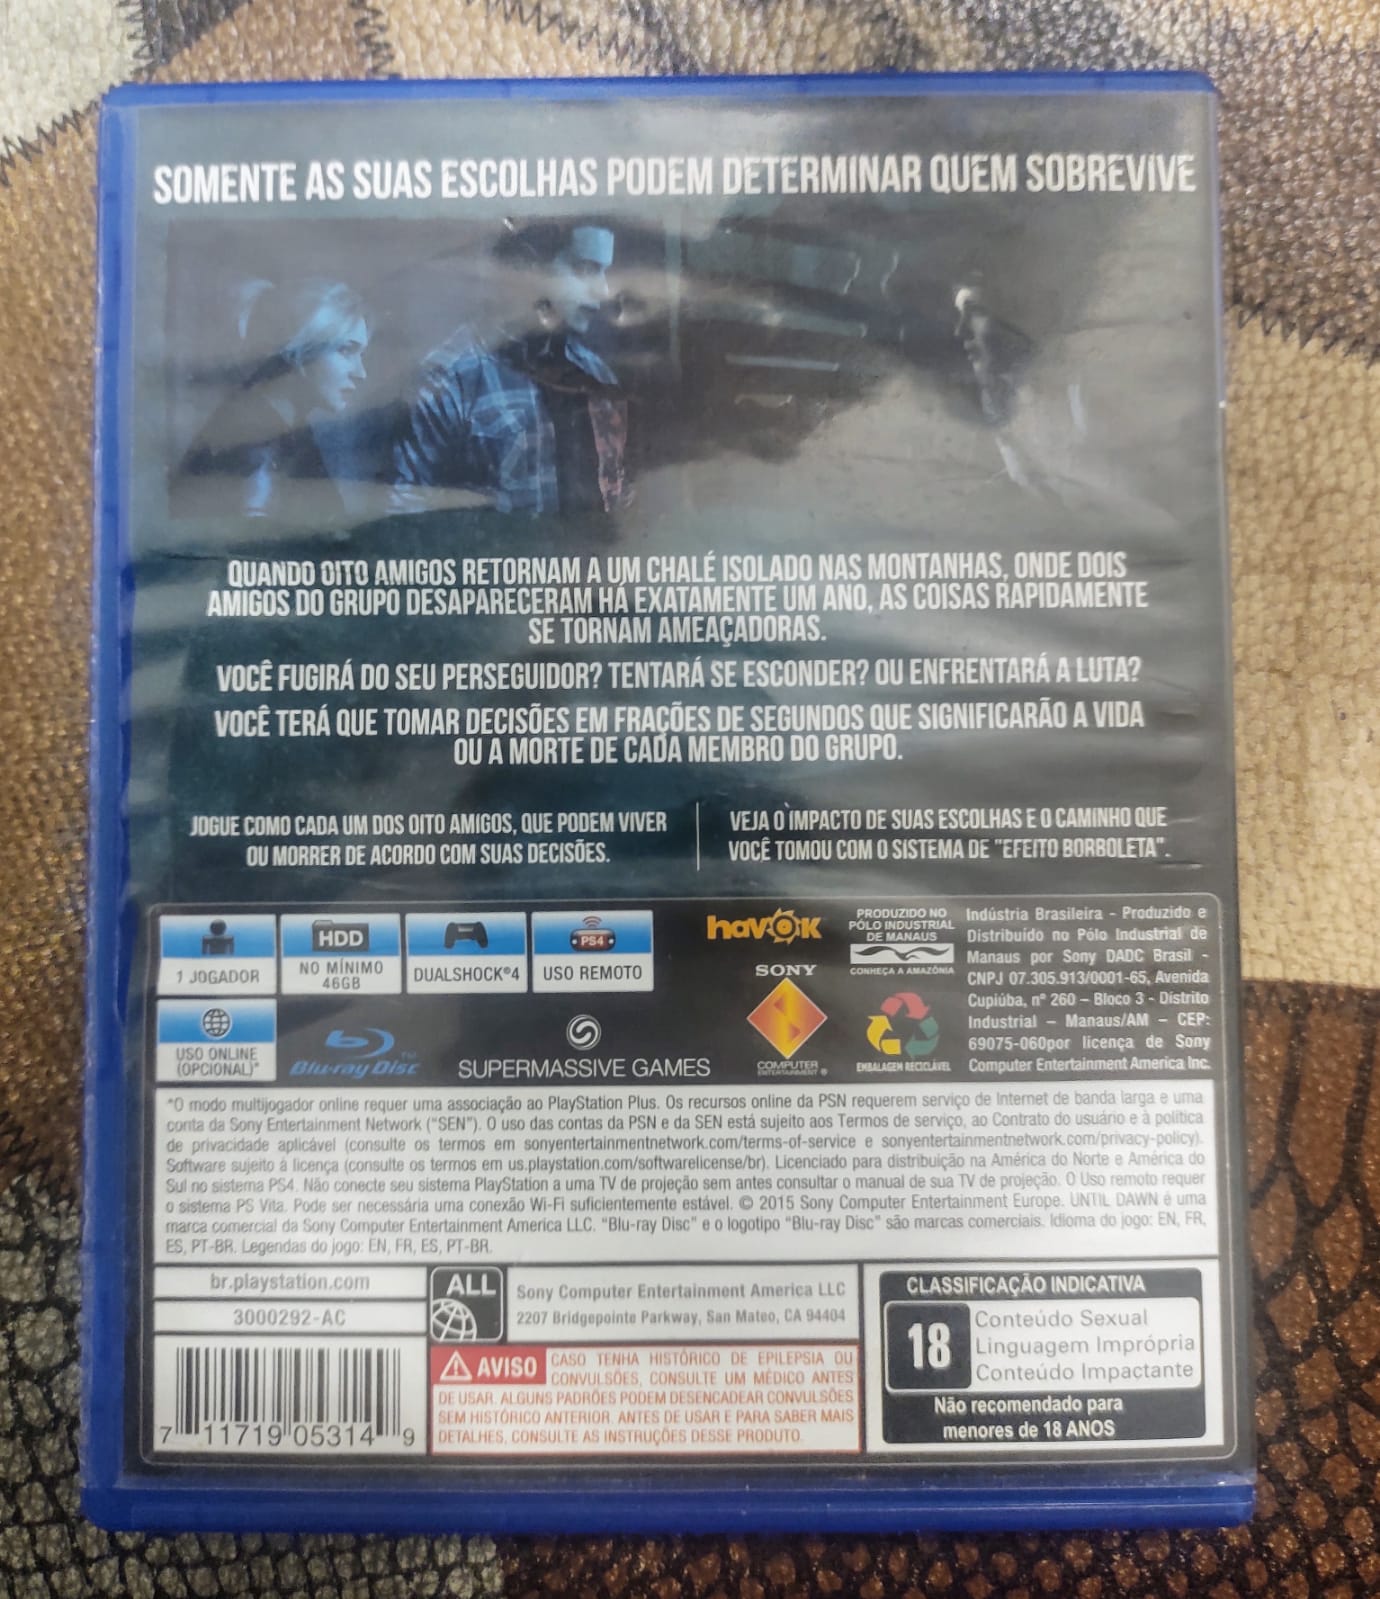 SOMENTE AS SUAS ESCOLHAS PODEM DETERMINAR QUEM SOBREVIVE
QUANDO OITO AMIGOS RETORNAM A UM CHALÉ ISOLADO NAS MONTANHAS, ONDE DOIS
AMIGOS DO GRUPO DESAPARECERAM HÁ EXATAMENTE UM ANO, AS COISAS RAPIDAMENTE
SE TORNAM AMEAÇADORAS.
VOCÊ FUGIRÁ DO SEU PERSEGUIDOR? TENTARÁ SE ESCONDER? OU ENFRENTARÁ A LUTA?
VOCÊ TERÁ QUE TOMAR DECISÕES EM FRAÇÕES DE SEGUNDOS QUE SIGNIFICARÃO A VIDA
OU A MORTE DE CADA MEMBRO DO GRUPO.
JOGUE COMO CADA UM DOS OITO AMIGOS, QUE PODEM VIVER
OU MORRER DE ACORDO COM SUAS DECISÕES.
VEJA O IMPACTO DE SUAS ESCOLHAS E O CAMINHO QUE
VOCÊ TOMOU COM O SISTEMA DE "EFEITO BORBOLETA".
1 JOGADOR
HDD
NO MÍNIMO
46GB
DUALSHOCK®4
PS4
USO REMOTO
USO ONLINE
(OPCIONAL)*
Blu-ray Disc™
SUPERMASSIVE GAMES
havok
SONY
COMPUTER
ENTERTAINMENT®
PRODUZIDO NO
PÓLO INDUSTRIAL
DE MANAUS
CONHEÇA A AMAZÔNIA
EMBALAGEM RECICLÁVEL
Indústria Brasileira - Produzido e
Distribuído no Pólo Industrial de
Manaus por Sony DADC Brasil -
CNPJ 07.305.913/0001-65, Avenida
Cupiúba, nº 260 – Bloco 3 - Distrito
Industrial – Manaus/AM – CEP:
69075-060por licença de Sony
Computer Entertainment America Inc.
*O modo multijogador online requer uma associação ao PlayStation Plus. Os recursos online da PSN requerem serviço de Internet de banda larga e uma
conta da Sony Entertainment Network ("SEN"). O uso das contas da PSN e da SEN está sujeito aos Termos de serviço, ao Contrato do usuário e à política
de privacidade aplicável (consulte os termos em sonyentertainmentnetwork.com/terms-of-service e sonyentertainmentnetwork.com/privacy-policy).
Software sujeito à licença (consulte os termos em us.playstation.com/softwarelicense/br). Licenciado para distribuição na América do Norte e América do
Sul no sistema PS4. Não conecte seu sistema PlayStation a uma TV de projeção sem antes consultar o manual de sua TV de projeção. O Uso remoto requer
o sistema PS Vita. Pode ser necessária uma conexão Wi-Fi suficientemente estável. © 2015 Sony Computer Entertainment Europe. UNTIL DAWN é uma
marca comercial da Sony Computer Entertainment America LLC. "Blu-ray Disc" e o logotipo "Blu-ray Disc" são marcas comerciais. Idioma do jogo: EN, FR,
ES, PT-BR. Legendas do jogo: EN, FR, ES, PT-BR.
br.playstation.com
3000292-AC
7 11719 05314 9
ALL
Sony Computer Entertainment America LLC
2207 Bridgepointe Parkway, San Mateo, CA 94404
AVISO CASO TENHA HISTÓRICO DE EPILEPSIA OU
CONVULSÕES, CONSULTE UM MÉDICO ANTES
DE USAR. ALGUNS PADRÕES PODEM DESENCADEAR CONVULSÕES
SEM HISTÓRICO ANTERIOR. ANTES DE USAR E PARA SABER MAIS
DETALHES, CONSULTE AS INSTRUÇÕES DESSE PRODUTO.
CLASSIFICAÇÃO INDICATIVA
18
Conteúdo Sexual
Linguagem Imprópria
Conteúdo Impactante
Não recomendado para
menores de 18 ANOS